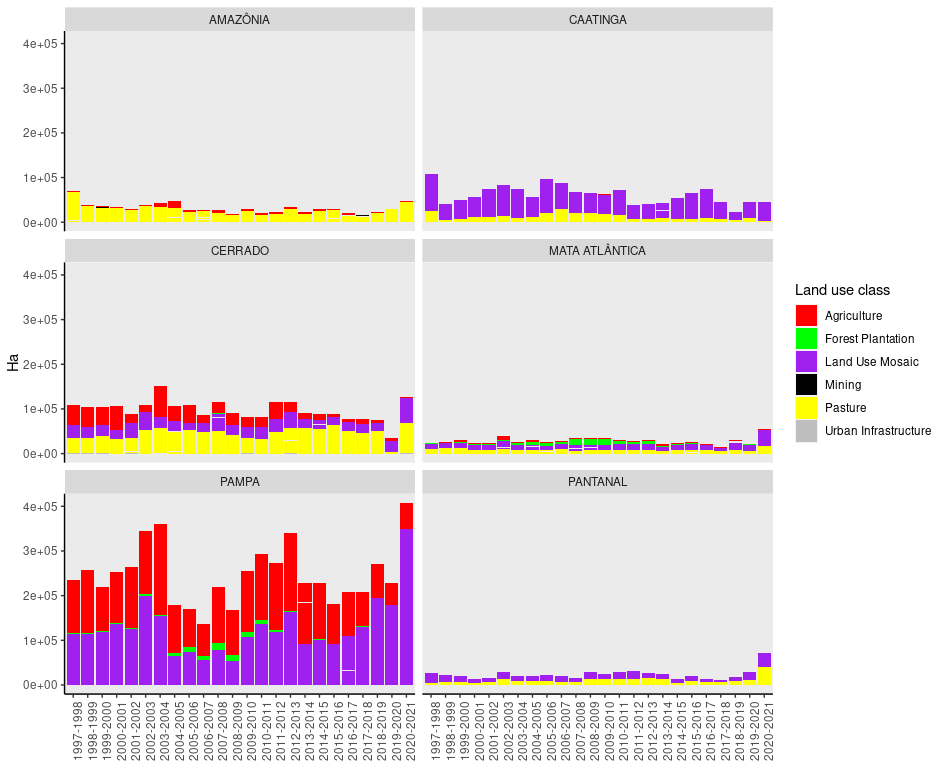 AMAZÔNIA
CAATINGA
4e+05
3e+05
2e+05
1e+05
0e+00
CERRADO
MATA ATLÂNTICA
4e+05
3e+05
2e+05
1e+05
0e+00
PAMPA
PANTANAL
4e+05
3e+05
2e+05
1e+05
0e+00
Ha
1997-1998
1998-1999
1999-2000
2000-2001
2001-2002
2002-2003
2003-2004
2004-2005
2005-2006
2006-2007
2007-2008
2008-2009
2009-2010
2010-2011
2011-2012
2012-2013
2013-2014
2014-2015
2015-2016
2016-2017
2017-2018
2018-2019
2019-2020
2020-2021
1997-1998
1998-1999
1999-2000
2000-2001
2001-2002
2002-2003
2003-2004
2004-2005
2005-2006
2006-2007
2007-2008
2008-2009
2009-2010
2010-2011
2011-2012
2012-2013
2013-2014
2014-2015
2015-2016
2016-2017
2017-2018
2018-2019
2019-2020
2020-2021
Land use class
Agriculture
Forest Plantation
Land Use Mosaic
Mining
Pasture
Urban Infrastructure